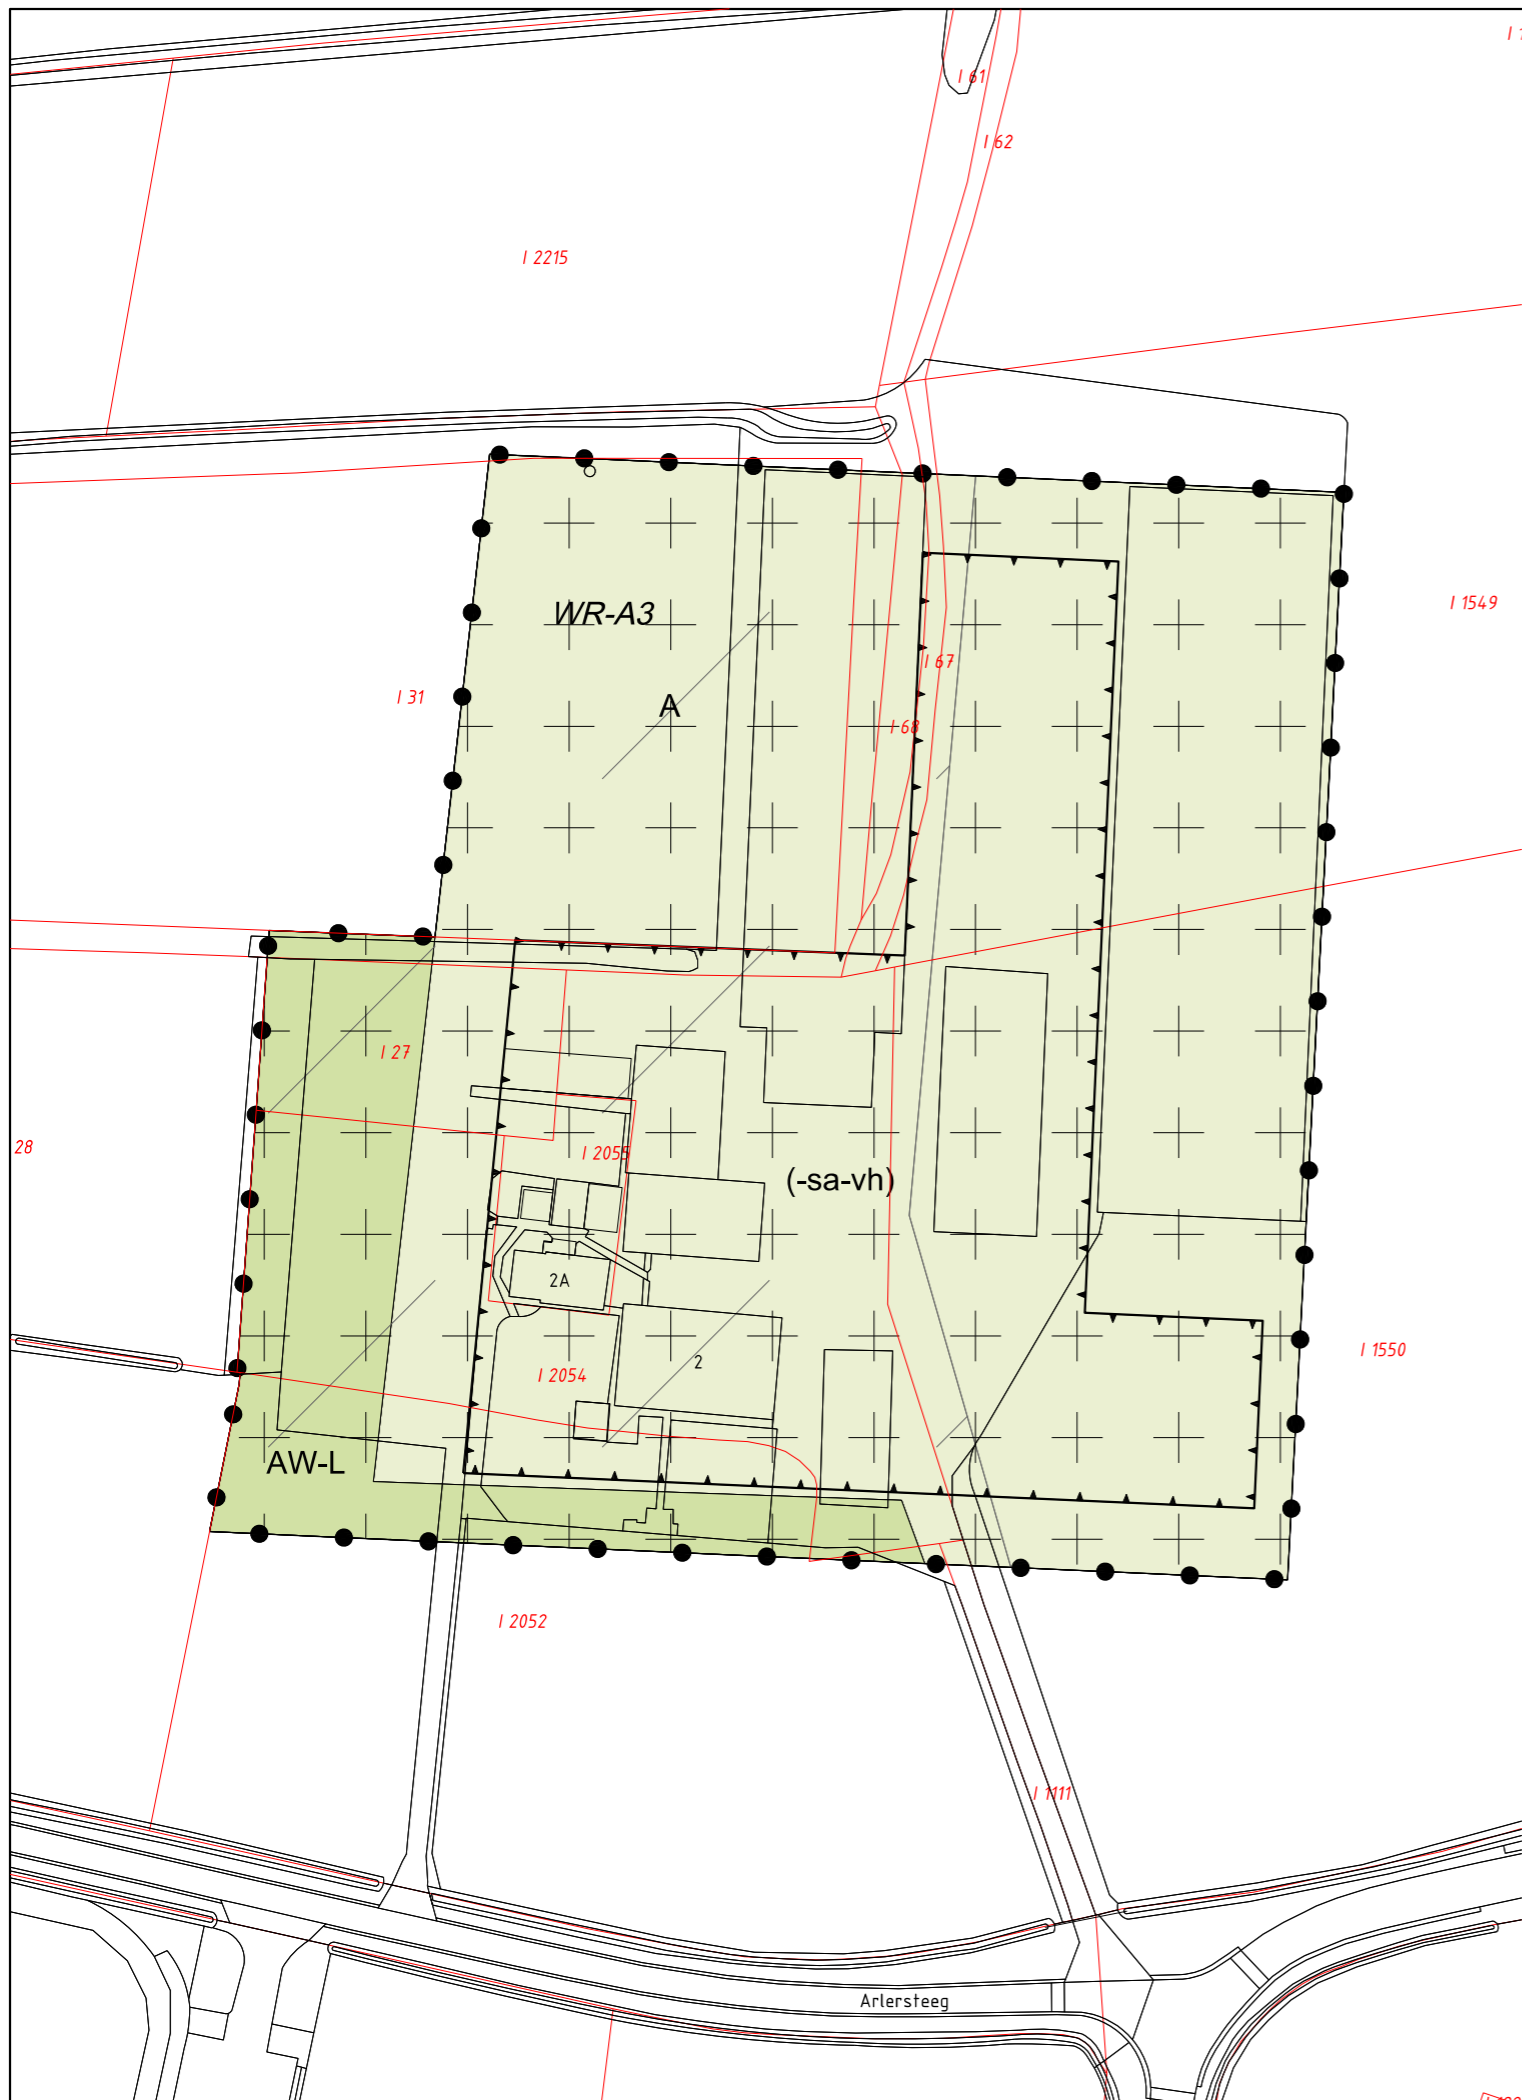 I 61
I 62
I 2215
I 1549
WR-A3
I 67
I 31
A
I 68
I 27
28
I 2055
(-sa-vh)
2A
I 1550
2
I 2054
AW-L
I 2052
I 1111
Arlersteeg